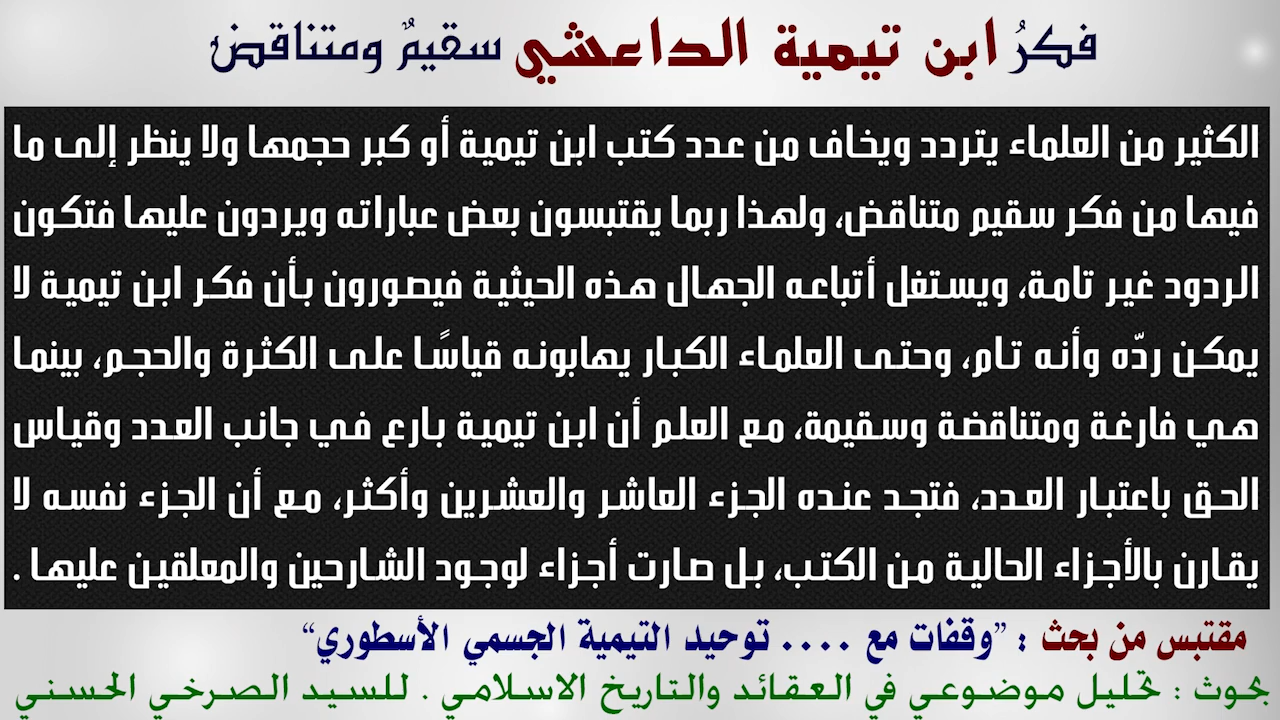 فكرُ ابن تيمية الداعشي سقيمٌ ومتناقض
الكثير من العلماء يتردد ويخاف من عدد كتب ابن تيمية أو كبر حجمها ولا ينظر إلى ما
فيها من فكر سقيم متناقض، ولهذا ربما يقتبسون بعض عباراته ويردون عليها فتكون
الردود غير تامة، ويستغل أتباعه الجهال هذه الحيثية فيصورون بأن فكر ابن تيمية لا
يمكن ردّه وأنه تام، وحتى العلماء الكبار يهابونه قياسًا على الكثرة والحجم، بينما
هي فارغة ومتناقضة وسقيمة، مع العلم أن ابن تيمية بارع في جانب العدد وقياس
الحق باعتبار العدد، فتجد عنده الجزء العاشر والعشرين وأكثر، مع أن الجزء نفسه لا
يقارن بالأجزاء الحالية من الكتب، بل صارت أجزاء لوجود الشارحين والمعلقين عليها .
مقتبس من بحث : ”وقفات مع .... توحيد التيمية الجسمي الأسطوري“
بحوث : تحليل موضوعي في العقائد والتاريخ الاسلامي . للسيد الصرخي الحسني